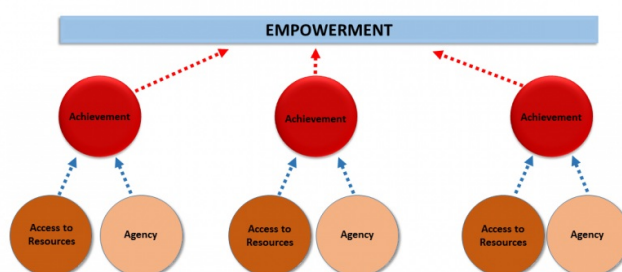 EMPOWERMENT
Achievement
Achievement
Achievement
Access to
Resources
Agency
Access to
Resources
Agency
Access to
Resources
Agency